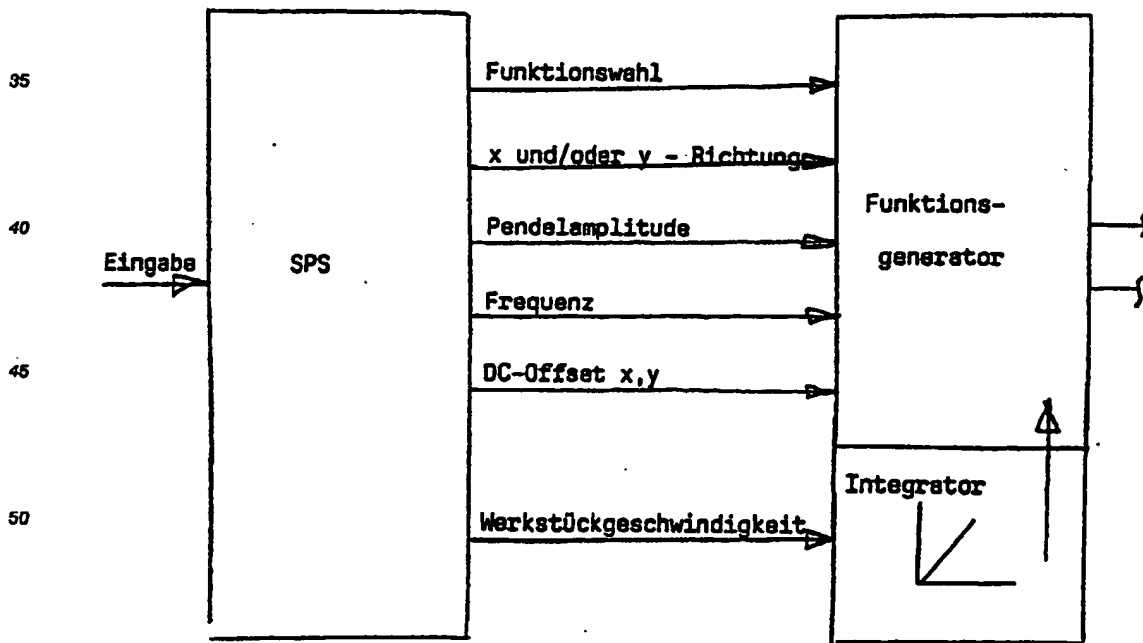 35
Funktionswahl
x und/oder y - Richtung
40
Pendelamplitude
Funktions-
generator
Eingabe
SPS
Frequenz
45
DC-Offset x,y
Integrator
50
Werkstückgeschwindigkeit